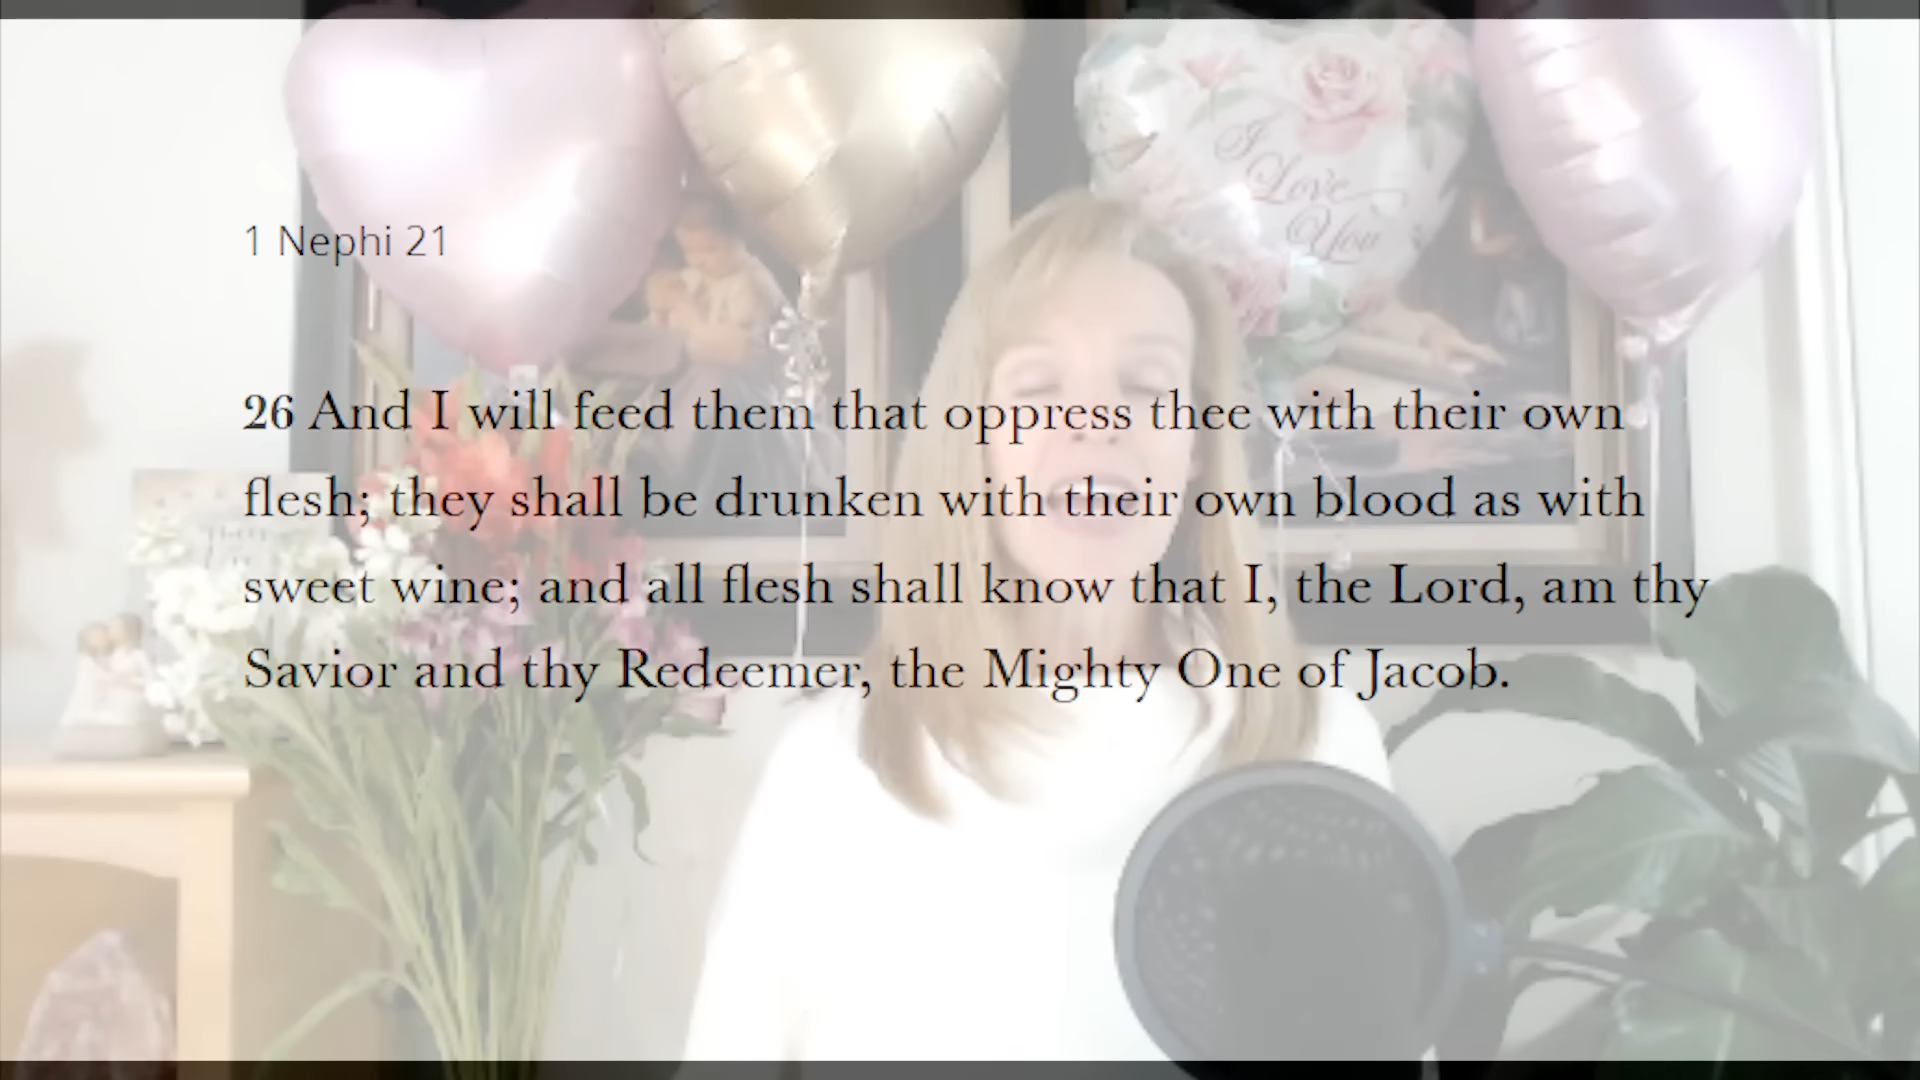 I
Love
You
1 Nephi 21
26 And I will feed them that oppress thee with their own
flesh; they shall be drunken with their own blood as with
sweet wine; and all flesh shall know that I, the Lord, am thy
Savior and thy Redeemer, the Mighty One of Jacob.